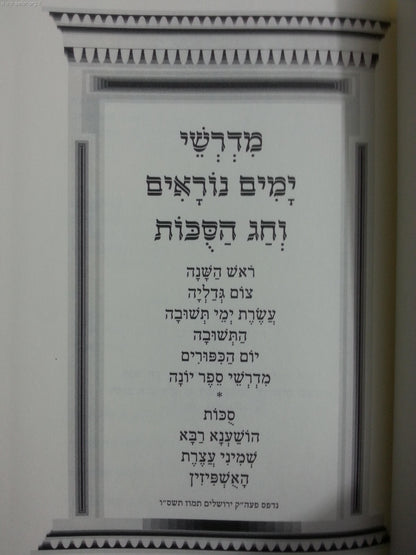 מִדְרְשֵׁי
יָמִים נוֹרָאִים
וְחַג הַסֻּכּוֹת
רֹאשׁ הַשָּׁנָה
צוֹם גְּדַלְיָה
עֲשֶׂרֶת יְמֵי תְּשׁוּבָה
הַתְּשׁוּבָה
יוֹם הַכִּפּוּרִים
מִדְרְשֵׁי סֵפֶר יוֹנָה
*
סֻכּוֹת
הוֹשַׁעְנָא רַבָּא
שְׁמִינִי עֲצֶרֶת
הָאֻשְׁפִּיזִין
נדפס פעה״ק ירושלים תמוז תשס״ו